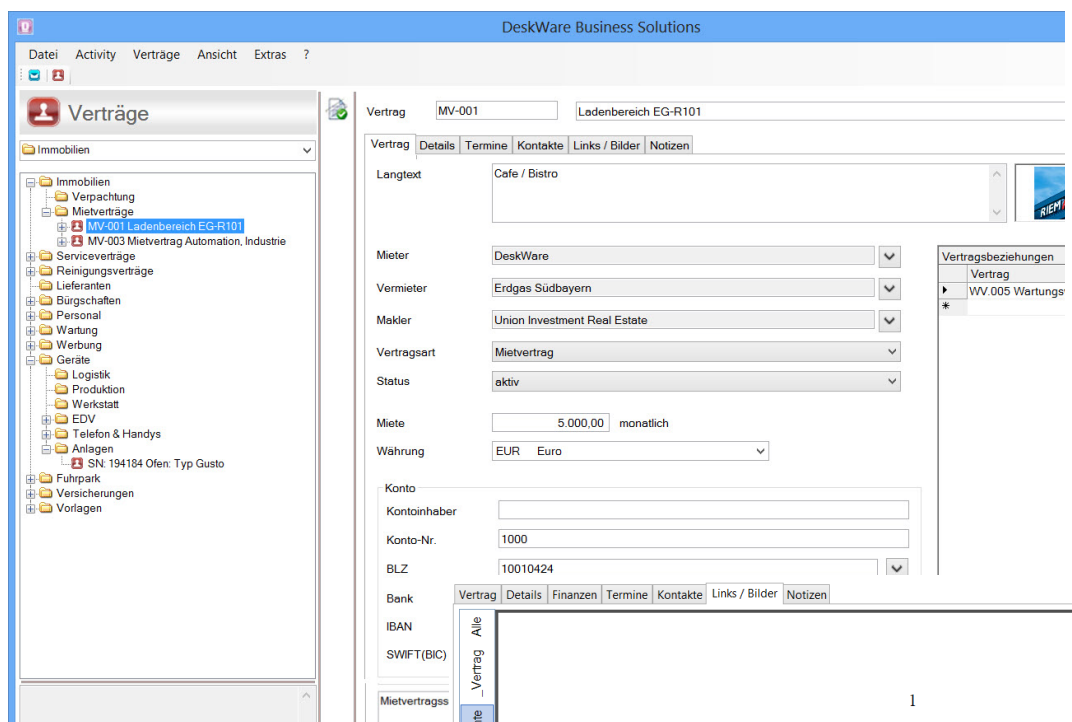 DeskWare Business Solutions
Datei Activity Verträge Ansicht Extras ?
Verträge
Immobilien
Immobilien
Verpachtung
Mietverträge
MV-001 Ladenbereich EG-R101
MV-003 Mietvertrag Automation, Industrie
Serviceverträge
Reinigungsverträge
Lieferanten
Bürgschaften
Personal
Wartung
Werbung
Geräte
Logistik
Produktion
Werkstatt
EDV
Telefon & Handys
Anlagen
SN: 194184 Ofen: Typ Gusto
Fuhrpark
Versicherungen
Vorlagen
Vertrag MV-001 Ladenbereich EG-R101
Vertrag Details Termine Kontakte Links / Bilder Notizen
Langtext Cafe / Bistro
RIEM
Mieter DeskWare
Vermieter Erdgas Südbayern
Makler Union Investment Real Estate
Vertragsart Mietvertrag
Status aktiv
Miete 5.000,00 monatlich
Währung EUR Euro
Vertragsbeziehungen
Vertrag
WV.005 Wartungs
Konto
Kontoinhaber
Konto-Nr. 1000
BLZ 10010424
Bank
IBAN
SWIFT(BIC)
Mietvertragss
Vertrag Details Finanzen Termine Kontakte Links / Bilder Notizen
Alle
_Vertrag
1